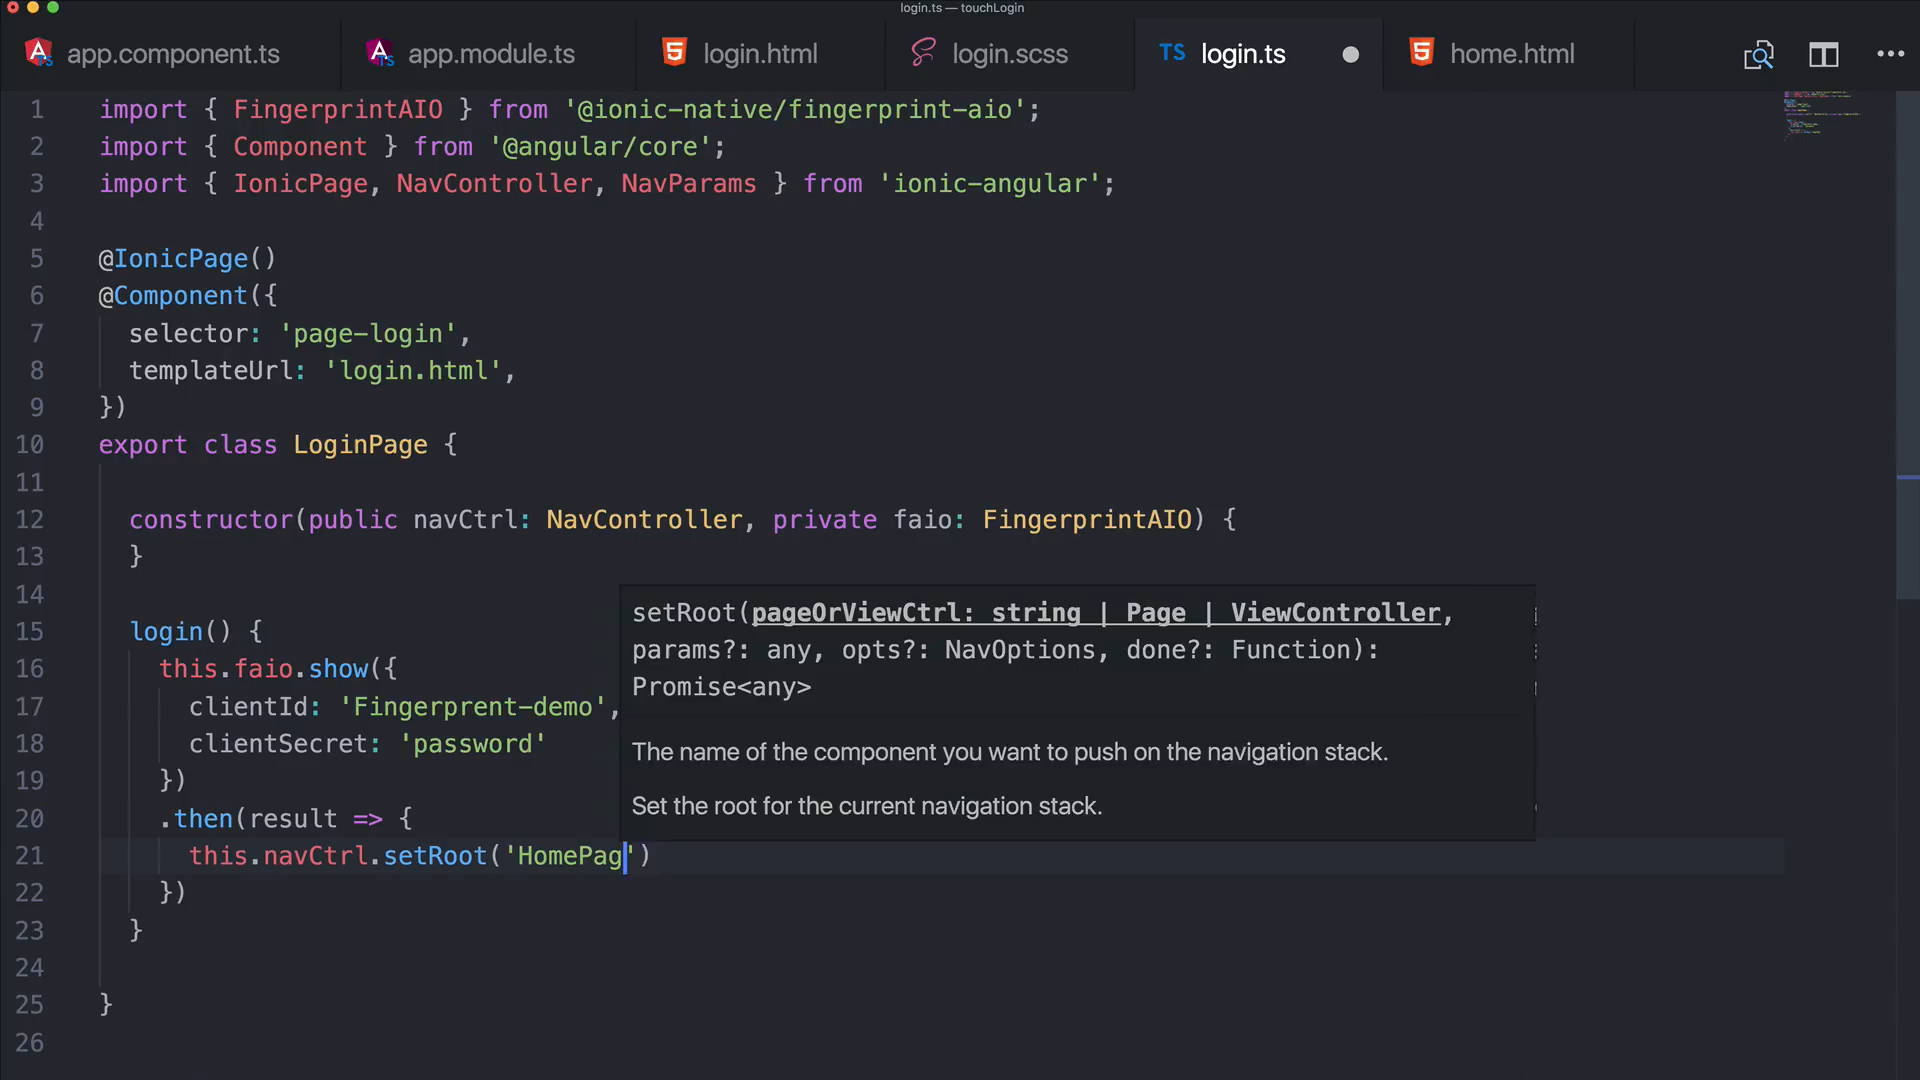 login.ts — touchLogin
app.component.ts app.module.ts login.html login.scss TS login.ts home.html
1 import { FingerprintAIO } from '@ionic-native/fingerprint-aio';
2 import { Component } from '@angular/core';
3 import { IonicPage, NavController, NavParams } from 'ionic-angular';
4
5 @IonicPage()
6 @Component({
7 selector: 'page-login',
8 templateUrl: 'login.html',
9 })
10 export class LoginPage {
11
12 constructor(public navCtrl: NavController, private faio: FingerprintAIO) {
13 }
14
15 login() {
16 this.faio.show({
17 clientId: 'Fingerprent-demo',
18 clientSecret: 'password'
19 })
20 .then(result => {
21 this.navCtrl.setRoot('HomePag')
22 })
23 }
24
25 }
26
setRoot(pageOrViewCtrl: string | Page | ViewController,
params?: any, opts?: NavOptions, done?: Function):
Promise<any>
The name of the component you want to push on the navigation stack.
Set the root for the current navigation stack.